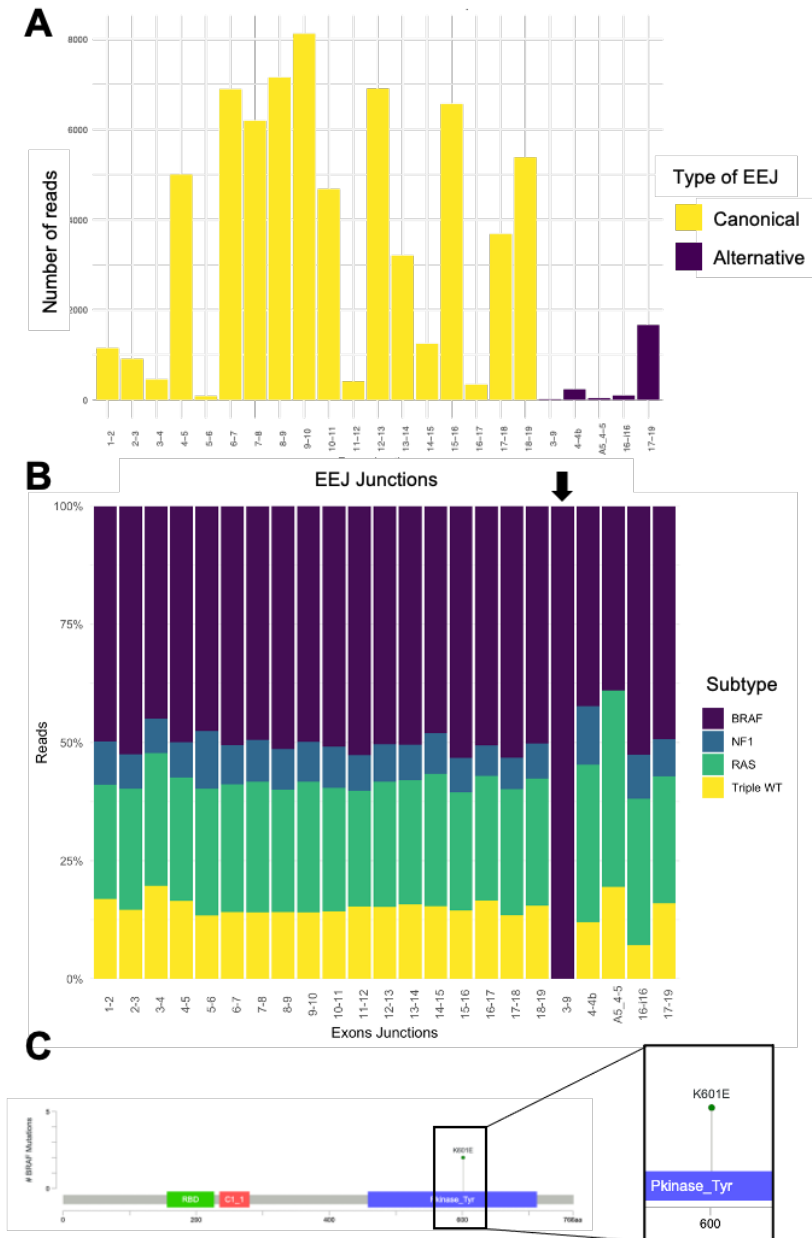 A
8000
6000
4000
2000
0
Number of reads
Type of EEJ
Canonical
Alternative
1-2
2-3
3-4
4-5
5-6
6-7
7-8
8-9
9-10
10-11
11-12
12-13
13-14
14-15
15-16
16-17
17-18
18-19
3-9
4-4b
A5_4-5
16-i16
17-19
B
EEJ Junctions
100%
75%
50%
25%
0%
Reads
Subtype
BRAF
NF1
RAS
Triple WT
1-2
2-3
3-4
4-5
5-6
6-7
7-8
8-9
9-10
10-11
11-12
12-13
13-14
14-15
15-16
16-17
17-18
18-19
3-9
4-4b
A5_4-5
16-i16
17-19
Exons Junctions
C
# BRAF Mutations
5
0
K601E
RBD
C1_1
Pkinase_Tyr
0
200
400
600
766aa
K601E
Pkinase_Tyr
600